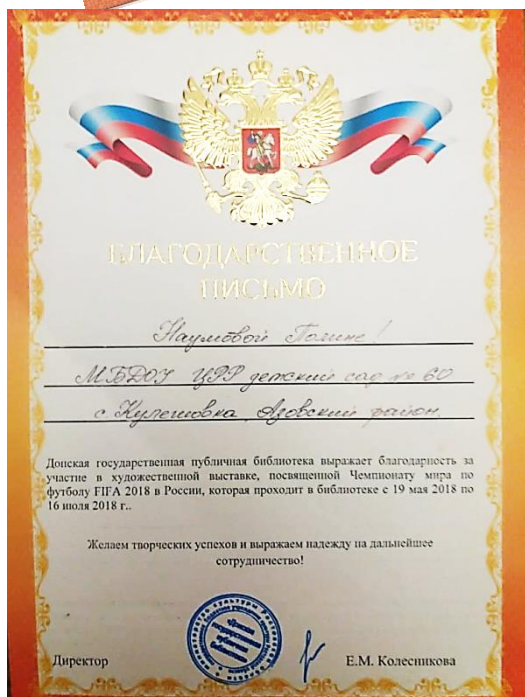 БЛАГОДАРСТВЕННОЕ
ПИСЬМО
Наумовой Полине!
МБДОУ ЦРР детский сад № 60
с. Кулешовка Азовский район.
Донская государственная публичная библиотека выражает благодарность за
участие в художественной выставке, посвященной Чемпионату мира по
футболу FIFA 2018 в России, которая проходит в библиотеке с 19 мая 2018 по
16 июля 2018 г..
Желаем творческих успехов и выражаем надежду на дальнейшее
сотрудничество!
Директор
Е.М. Колесникова